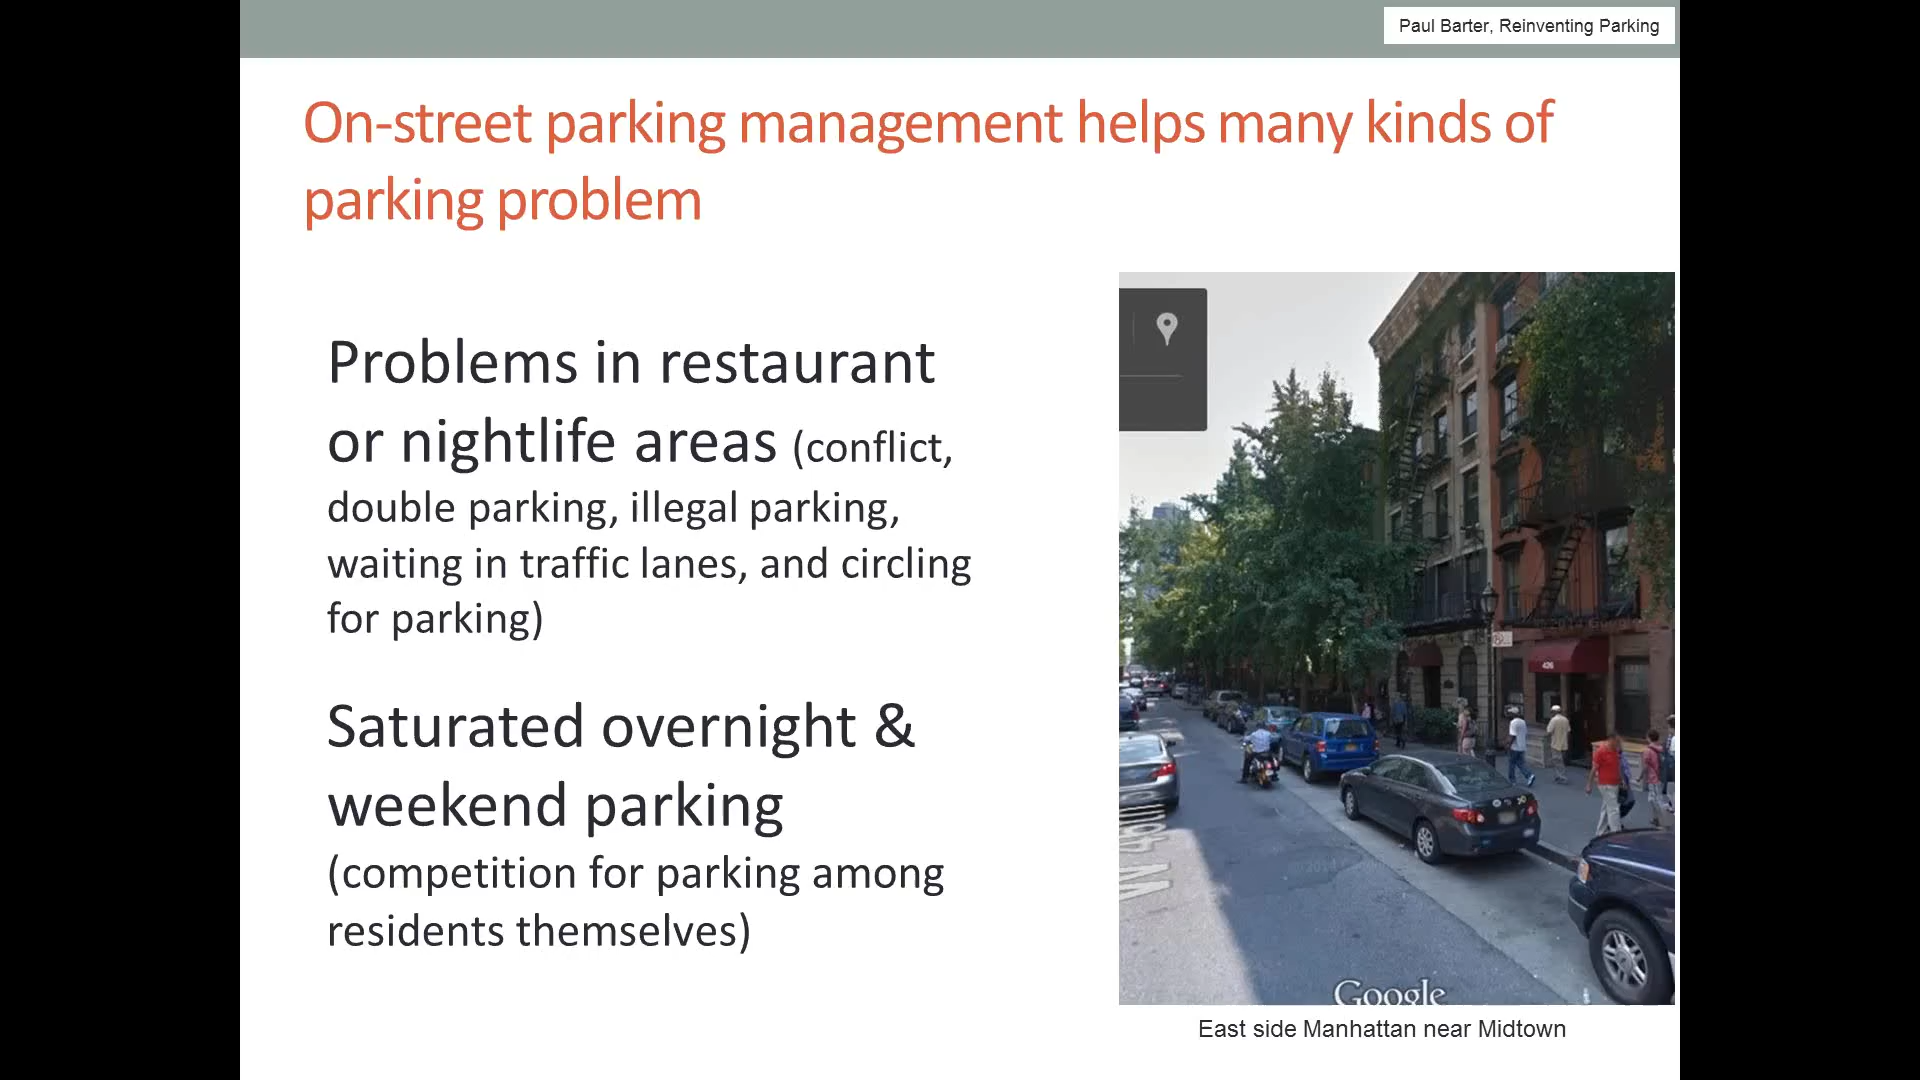 Paul Barter, Reinventing Parking
On-street parking management helps many kinds of
parking problem
Problems in restaurant
or nightlife areas (conflict,
double parking, illegal parking,
waiting in traffic lanes, and circling
for parking)
Saturated overnight &
weekend parking
(competition for parking among
residents themselves)
426
Google
East side Manhattan near Midtown